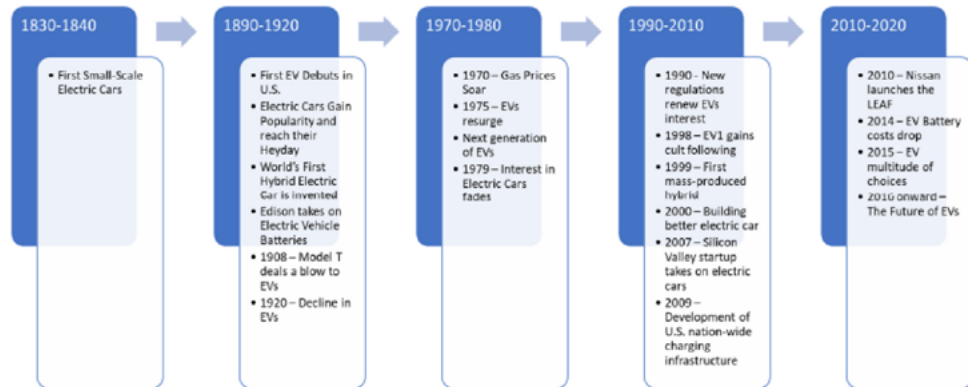 1830-1840
• First Small-Scale
Electric Cars
1890-1920
• First EV Debuts in
U.S.
• Electric Cars Gain
Popularity and
reach their
Heyday
• World's First
Hybrid Electric
Car is invented
• Edison takes on
Electric Vehicle
Batteries
• 1908 – Model T
deals a blow to
EVs
• 1920 – Decline in
EVs
1970-1980
• 1970 – Gas Prices
Soar
• 1975 – EVs
resurge
• Next generation
of EVs
• 1979 – Interest in
Electric Cars
fades
1990-2010
• 1990 - New
regulations
renew EVs
interest
• 1998 – EV1 gains
cult following
• 1999 – First
mass-produced
hybrid
• 2000 – Building
better electric car
• 2007 – Silicon
Valley startup
takes on electric
cars
• 2009 –
Development of
U.S. nation-wide
charging
infrastructure
2010-2020
• 2010 – Nissan
launches the
LEAF
• 2014 – EV Battery
costs drop
• 2015 – EV
multitude of
choices
• 2016 onward –
The Future of EVs